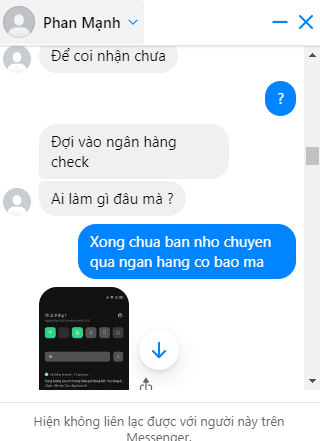 Phan Mạnh
Để coi nhận chưa
?
Đợi vào ngân hàng
check
Ai làm gì đâu mà ?
Xong chua ban nho chuyen
qua ngan hang co bao ma
Hiện không liên lạc được với người này trên
Messenger.